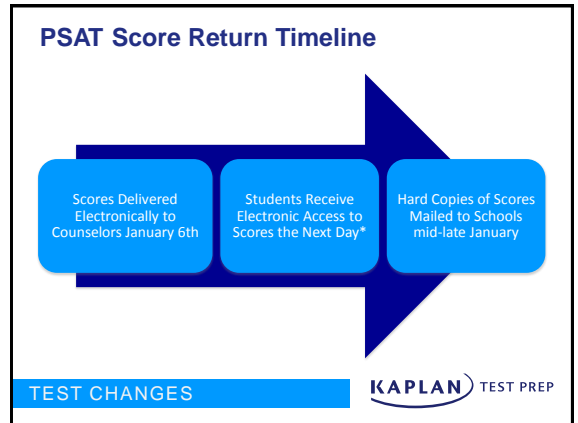 PSAT Score Return Timeline
Scores Delivered
Electronically to
Counselors January 6th
Students Receive
Electronic Access to
Scores the Next Day*
Hard Copies of Scores
Mailed to Schools
mid-late January
TEST CHANGES
KAPLAN TEST PREP